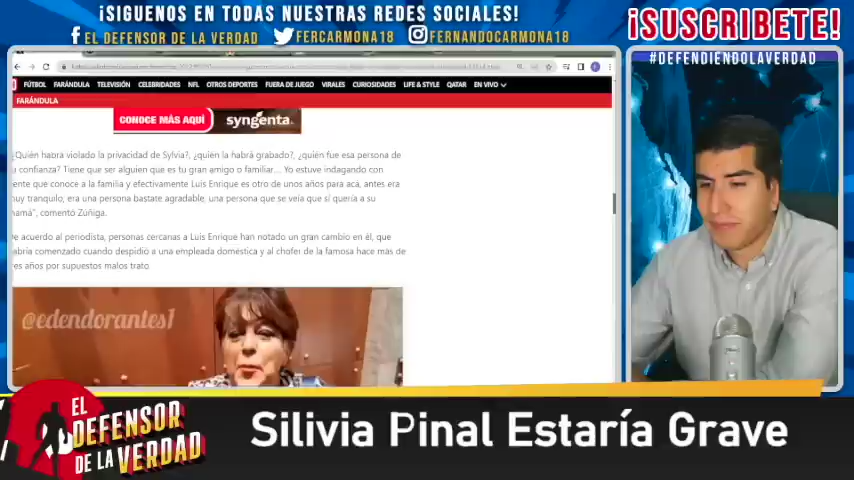 ¡SIGUENOS EN TODAS NUESTRAS REDES SOCIALES!
EL DEFENSOR DE LA VERDAD
FERCARMONA18
FERNANDOCARMONA18
¡SUSCRIBETE!
#DEFENDIENDOLAVERDAD
FÚTBOL FARÁNDULA TELEVISIÓN CELEBRIDADES NFL OTROS DEPORTES FUERA DE JUEGO VIRALES CURIOSIDADES LIFE & STYLE QATAR EN VIVO
FARÁNDULA
CONOCE MÁS AQUÍ syngenta
¿Quién habrá violado la privacidad de Sylvia?, ¿quién la habrá grabado?, ¿quién fue esa persona de
u confianza? Tiene que ser alguien que es tu gran amigo o familiar... Yo estuve indagando con
ente que conoce a la familia y efectivamente Luis Enrique es otro de unos años para acá, antes era
uy tranquilo, era una persona bastate agradable, una persona que se veía que sí quería a su
mamá", comentó Zúñiga.
e acuerdo al periodista, personas cercanas a Luis Enrique han notado un gran cambio en él, que
abría comenzado cuando despidió a una empleada doméstica y al chofer de la famosa hace más de
es años por supuestos malos trato.
@edendorantes1
EL
DEFENSOR
DE LA VERDAD
Silivia Pinal Estaría Grave